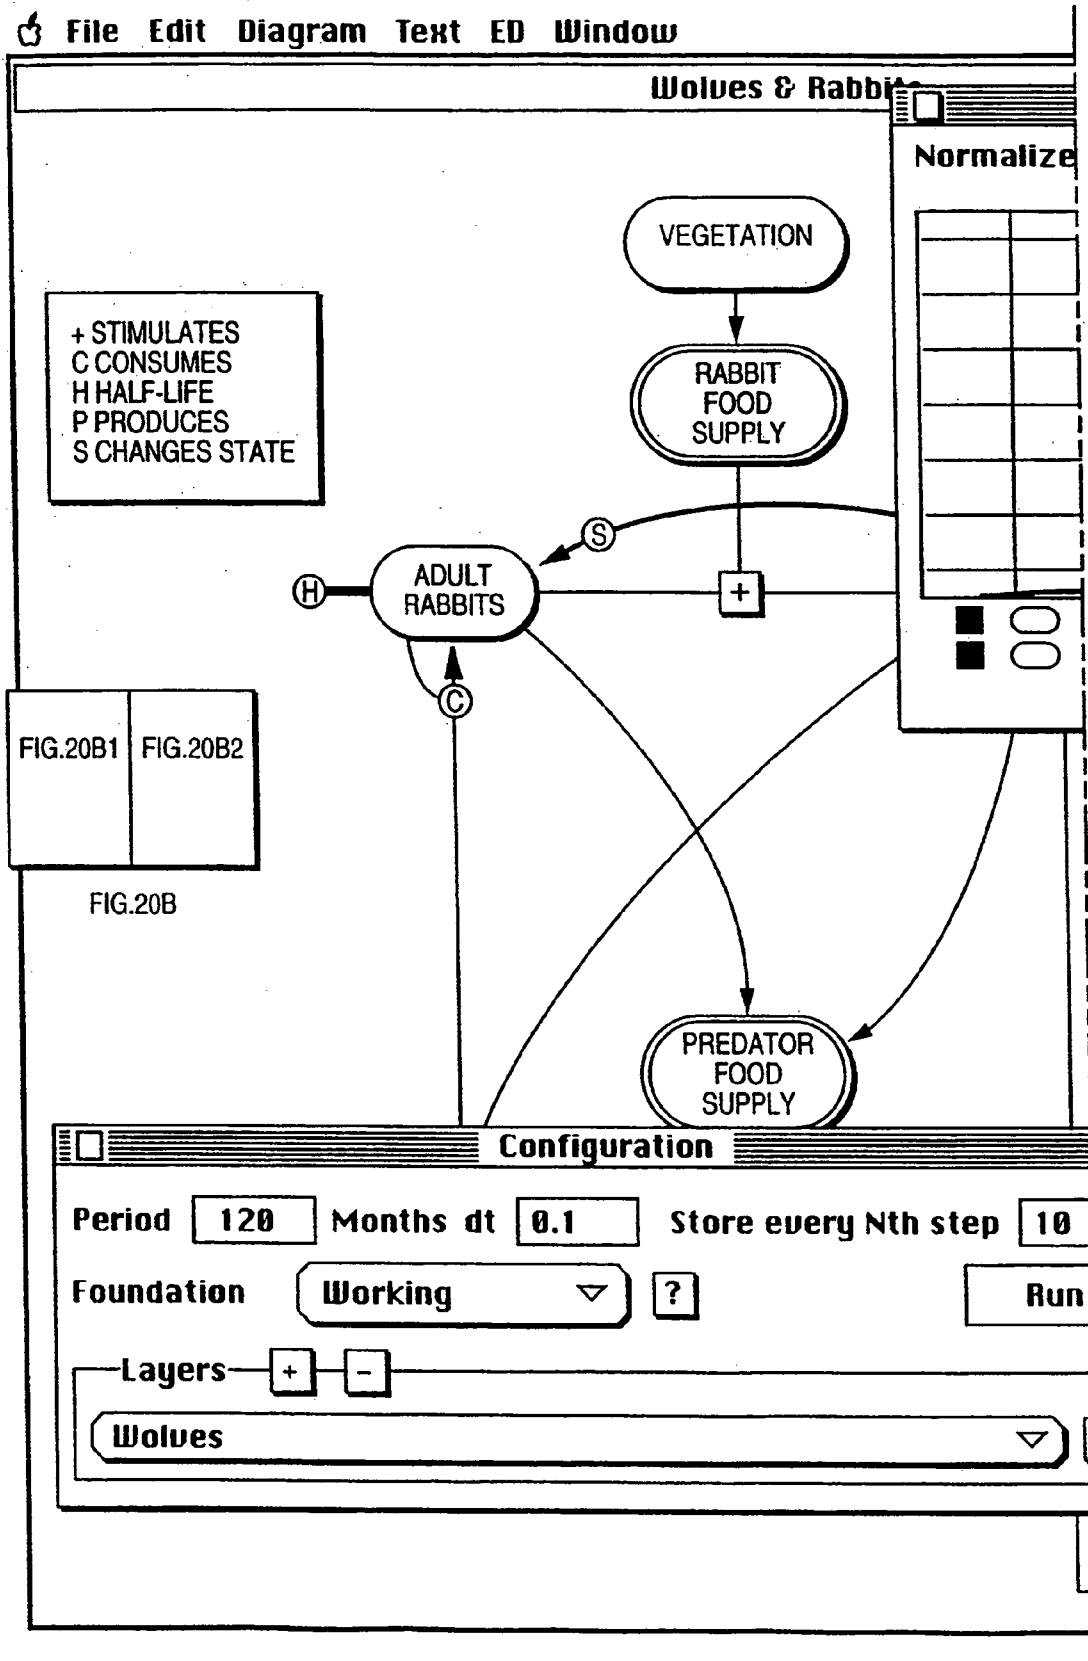 File Edit Diagram Text ED Window
Wolves & Rabbits
Normalize
VEGETATION
+ STIMULATES
C CONSUMES
H HALF-LIFE
P PRODUCES
S CHANGES STATE
RABBIT
FOOD
SUPPLY
S
H
ADULT
RABBITS
+
C
FIG.20B1
FIG.20B2
FIG.20B
PREDATOR
FOOD
SUPPLY
Configuration
Period 120 Months dt 0.1 Store every Nth step 10
Foundation Working ? Run
Layers + -
Wolves